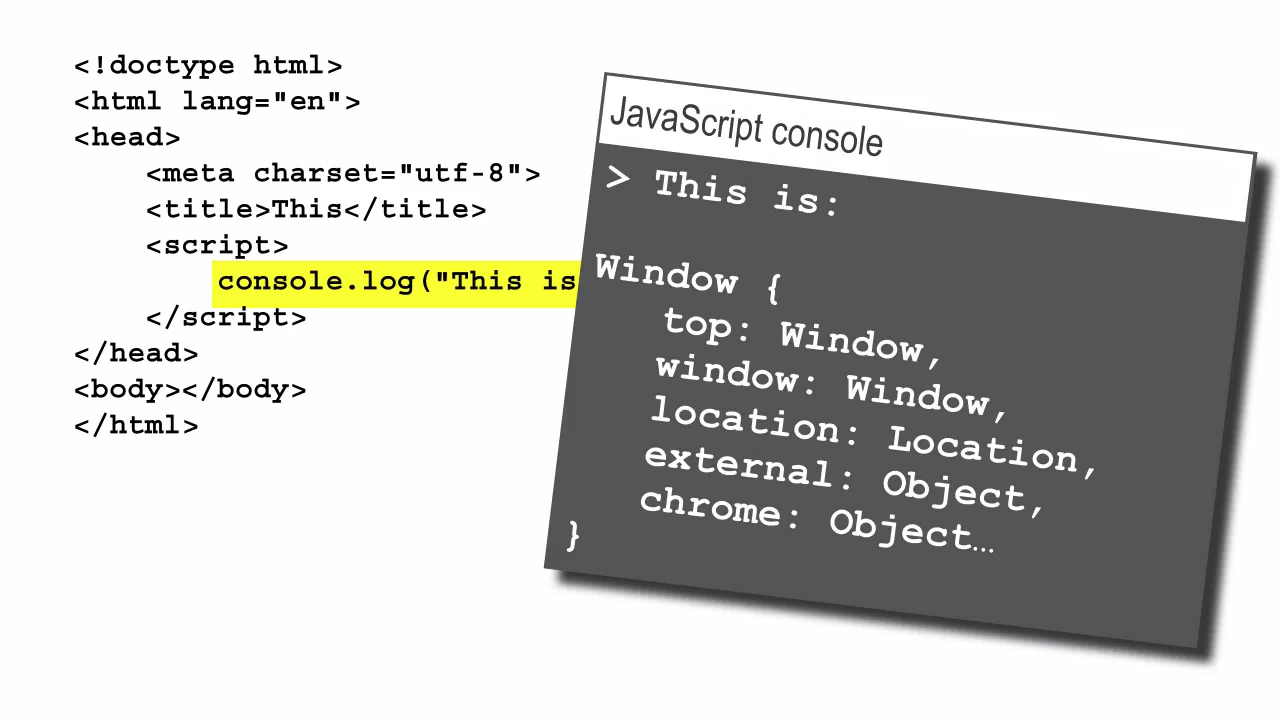 <!doctype html>
<html lang="en">
<head>
<meta charset="utf-8">
<title>This</title>
<script>
console.log("This is
</script>
</head>
<body></body>
</html>
JavaScript console
> This is:
Window {
top: Window,
window: Window,
location: Location,
external: Object,
chrome: Object…
}